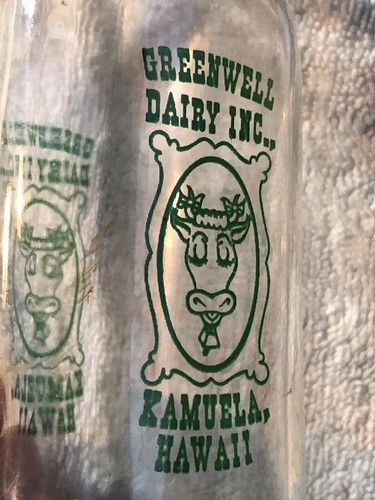 GREENWELL
DAIRY INC.,
KAMUELA,
HAWAII